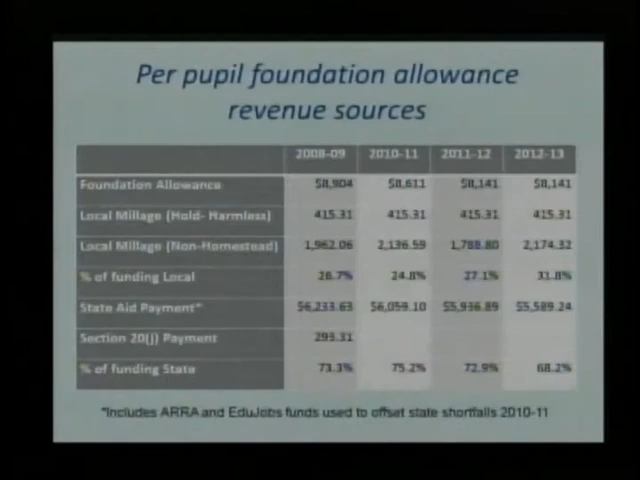 Per pupil foundation allowance
revenue sources
2008-09 2010-11 2011-12 2012-13
Foundation Allowance $8,904 $8,611 $8,141 $8,141
Local Millage (Hold- Harmless) 415.31 415.31 415.31 415.31
Local Millage (Non-Homestead) 1,962.06 2,136.59 1,788.80 2,174.32
% of funding Local 26.7% 24.8% 27.1% 31.8%
State Aid Payment* $6,233.63 $6,059.10 $5,936.89 $5,589.24
Section 20(j) Payment 293.31
% of funding State 73.3% 75.2% 72.9% 68.2%
*Includes ARRA and EduJobs funds used to offset state shortfalls 2010-11